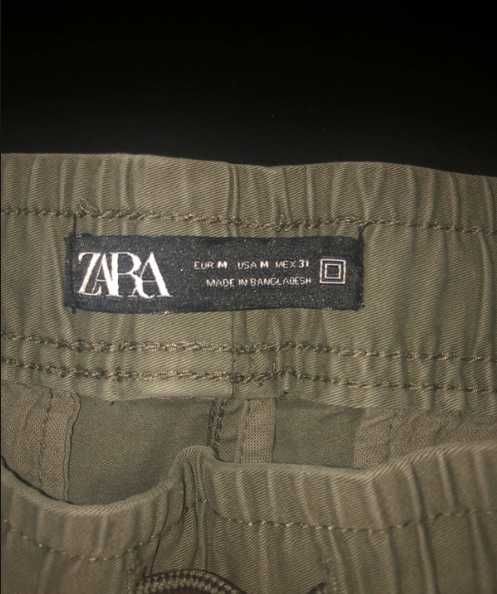 ZARA
EUR M USA M MEX 31
MADE IN BANGLADESH